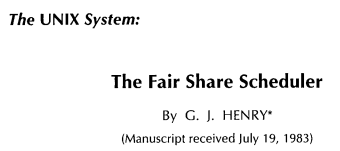 The UNIX System:
The Fair Share Scheduler
By G. J. HENRY*
(Manuscript received July 19, 1983)